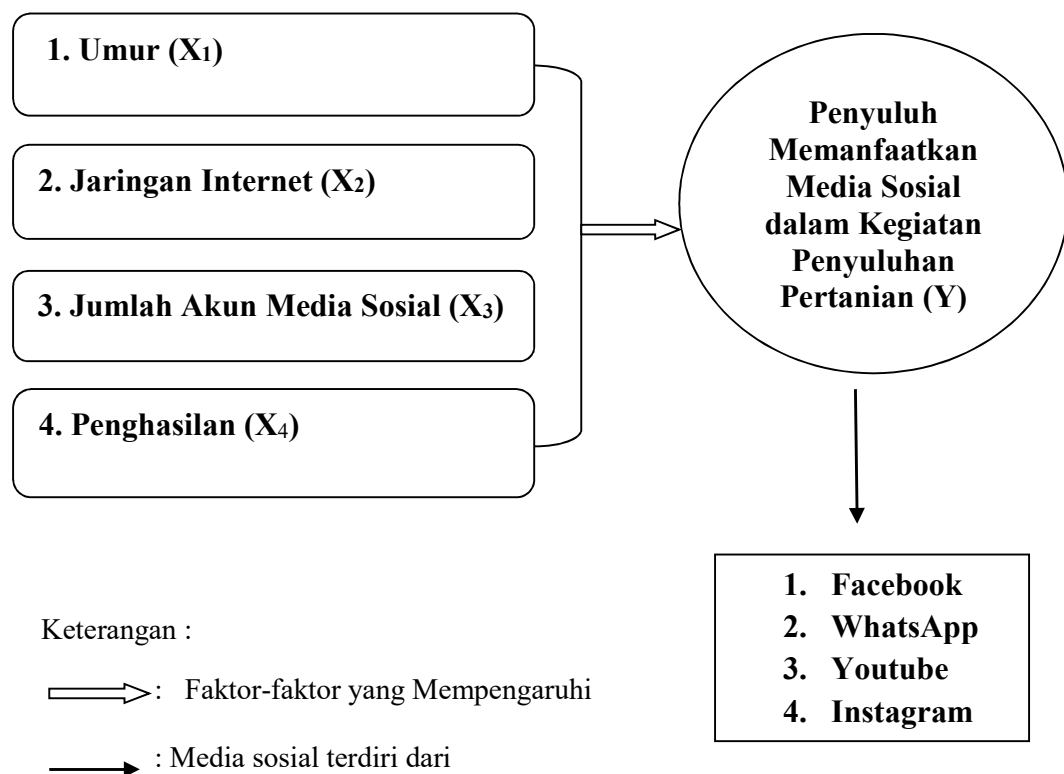 1. Umur (X1)
2. Jaringan Internet (X2)
3. Jumlah Akun Media Sosial (X3)
4. Penghasilan (X4)
Penyuluh
Memanfaatkan
Media Sosial
dalam Kegiatan
Penyuluhan
Pertanian (Y)
1. Facebook
2. WhatsApp
3. Youtube
4. Instagram
Keterangan :
: Faktor-faktor yang Mempengaruhi
: Media sosial terdiri dari